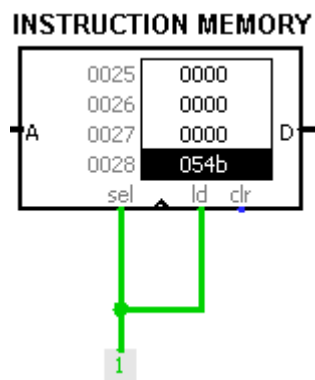 INSTRUCTION MEMORY
0025 0000
0026 0000
A 0027 0000 D
0028 054b
sel ld clr
1